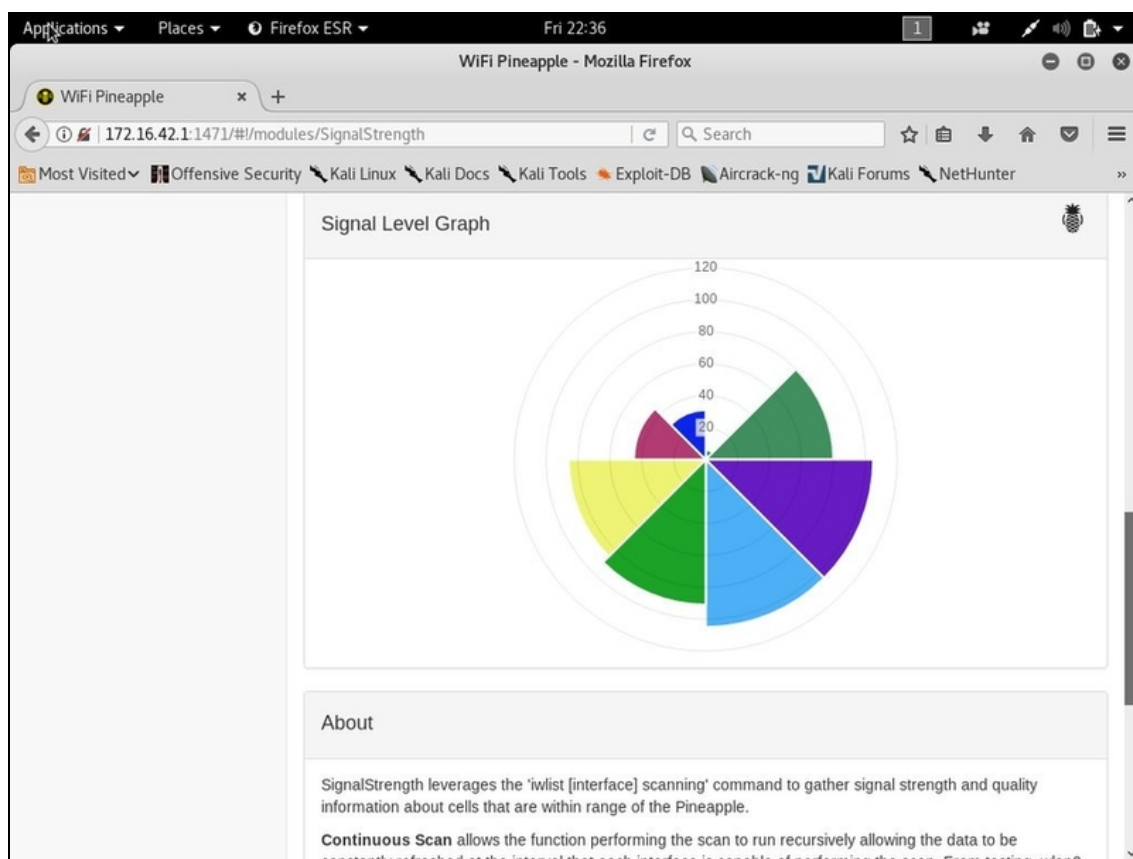 Applications Places Firefox ESR Fri 22:36 1
WiFi Pineapple - Mozilla Firefox
WiFi Pineapple
172.16.42.1:1471/#!/modules/SignalStrength Search
Most Visited Offensive Security Kali Linux Kali Docs Kali Tools Exploit-DB Aircrack-ng Kali Forums NetHunter »
Signal Level Graph
120
100
80
60
40
20
About
SignalStrength leverages the 'iwlist [interface] scanning' command to gather signal strength and quality
information about cells that are within range of the Pineapple.
Continuous Scan allows the function performing the scan to run recursively allowing the data to be